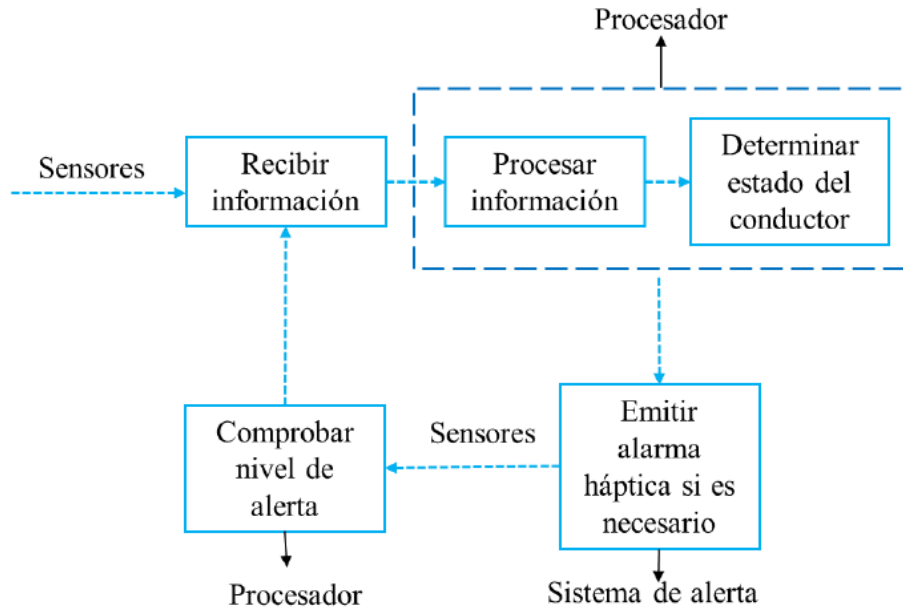 Procesador
Sensores
Recibir
información
Procesar
información
Determinar
estado del
conductor
Comprobar
nivel de
alerta
Sensores
Emitir
alarma
háptica si es
necesario
Procesador
Sistema de alerta